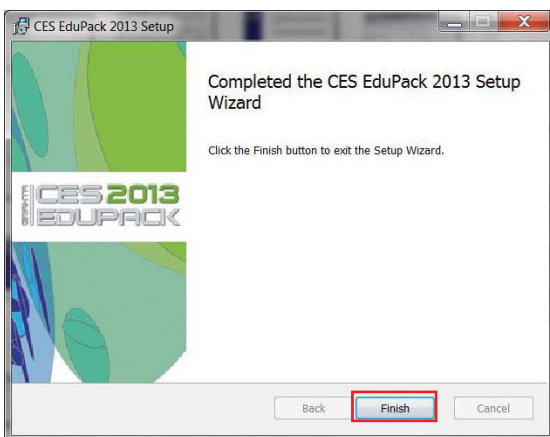 CES EduPack 2013 Setup
Completed the CES EduPack 2013 Setup
Wizard
Click the Finish button to exit the Setup Wizard.
GRANTA
CES 2013
EDUPACK
Back
Finish
Cancel